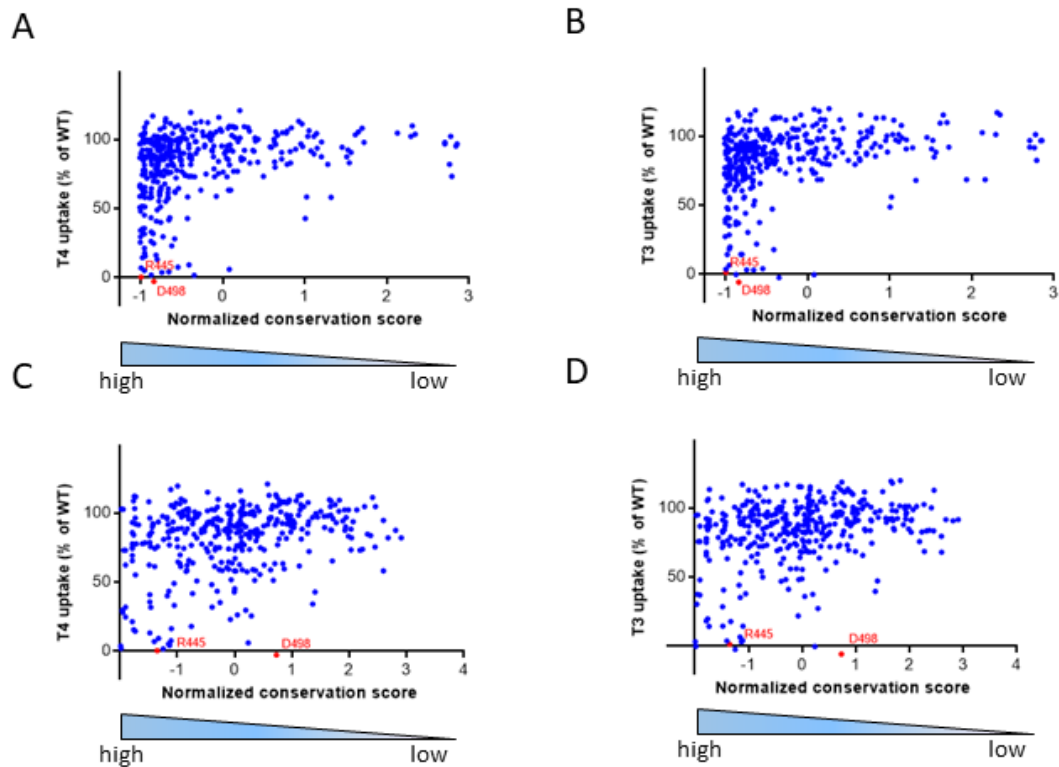 A
T4 uptake (% of WT)
100
50
0
R445
D498
-1 0 1 2 3
Normalized conservation score
high low
B
T3 uptake (% of WT)
100
50
0
R445
D498
-1 0 1 2 3
Normalized conservation score
high low
C
T4 uptake (% of WT)
100
50
0
R445 D498
-1 0 1 2 3 4
Normalized conservation score
high low
D
T3 uptake (% of WT)
100
50
R445 D498
-1 0 1 2 3 4
Normalized conservation score
high low